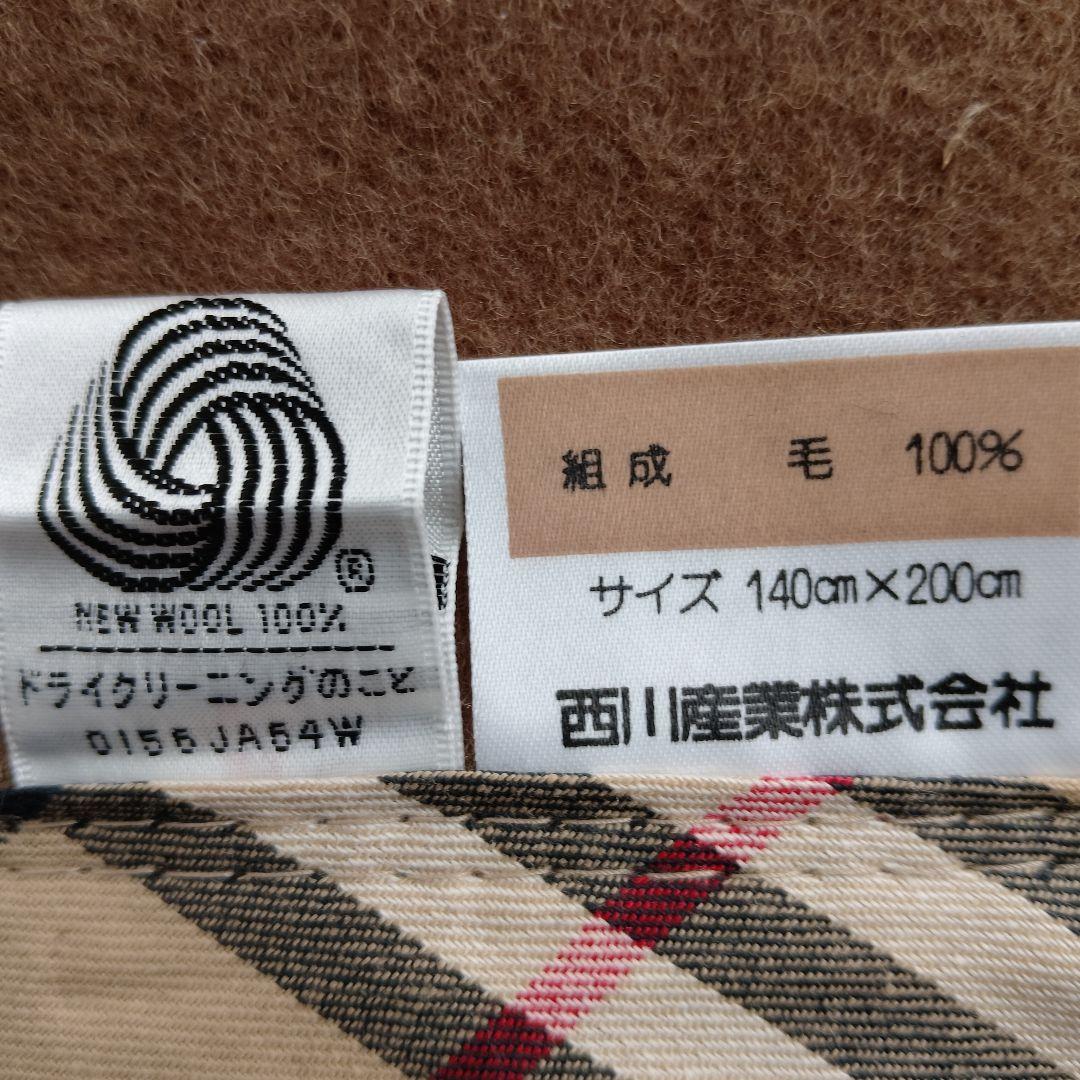 ®
NEW WOOL 100%
ドライクリーニングのこと
0155JA54W
組成 毛 100%
サイズ 140cm×200cm
西川産業株式会社